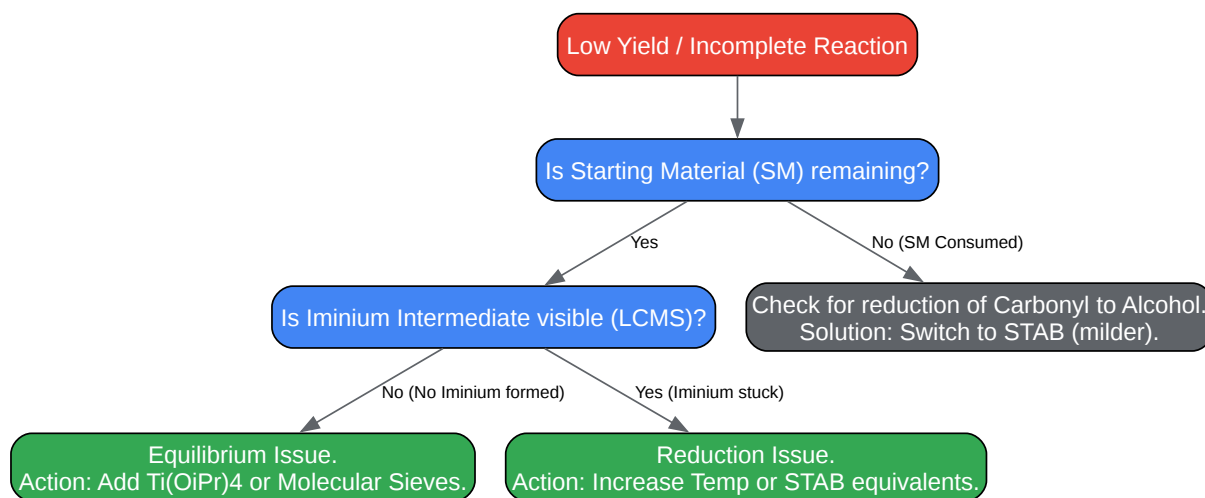 Low Yield / Incomplete Reaction
Is Starting Material (SM) remaining?
Yes
No (SM Consumed)
Is Iminium Intermediate visible (LCMS)?
Check for reduction of Carbonyl to Alcohol.
Solution: Switch to STAB (milder).
No (No Iminium formed)
Yes (Iminium stuck)
Equilibrium Issue.
Action: Add Ti(OiPr)4 or Molecular Sieves.
Reduction Issue.
Action: Increase Temp or STAB equivalents.